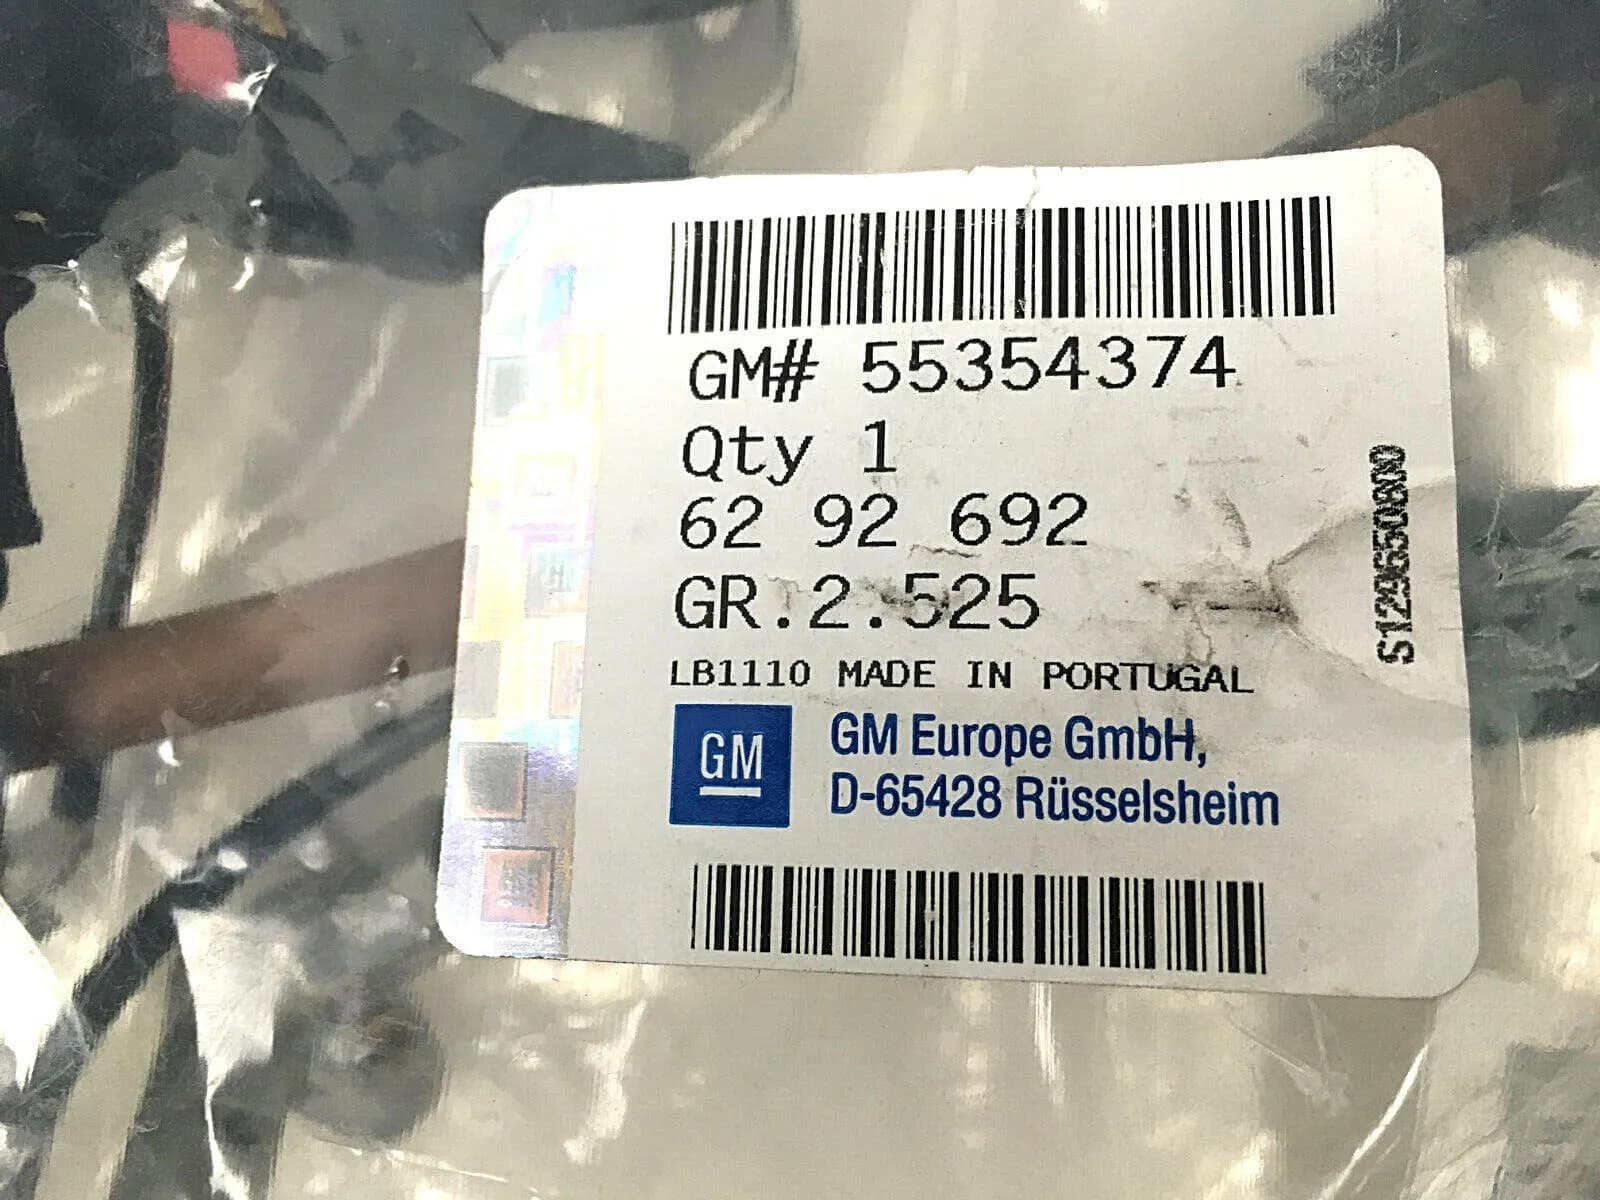 GM# 55354374
Qty 1
62 92 692
GR.2.525
LB1110 MADE IN PORTUGAL
GM
GM Europe GmbH,
D-65428 Rüsselsheim